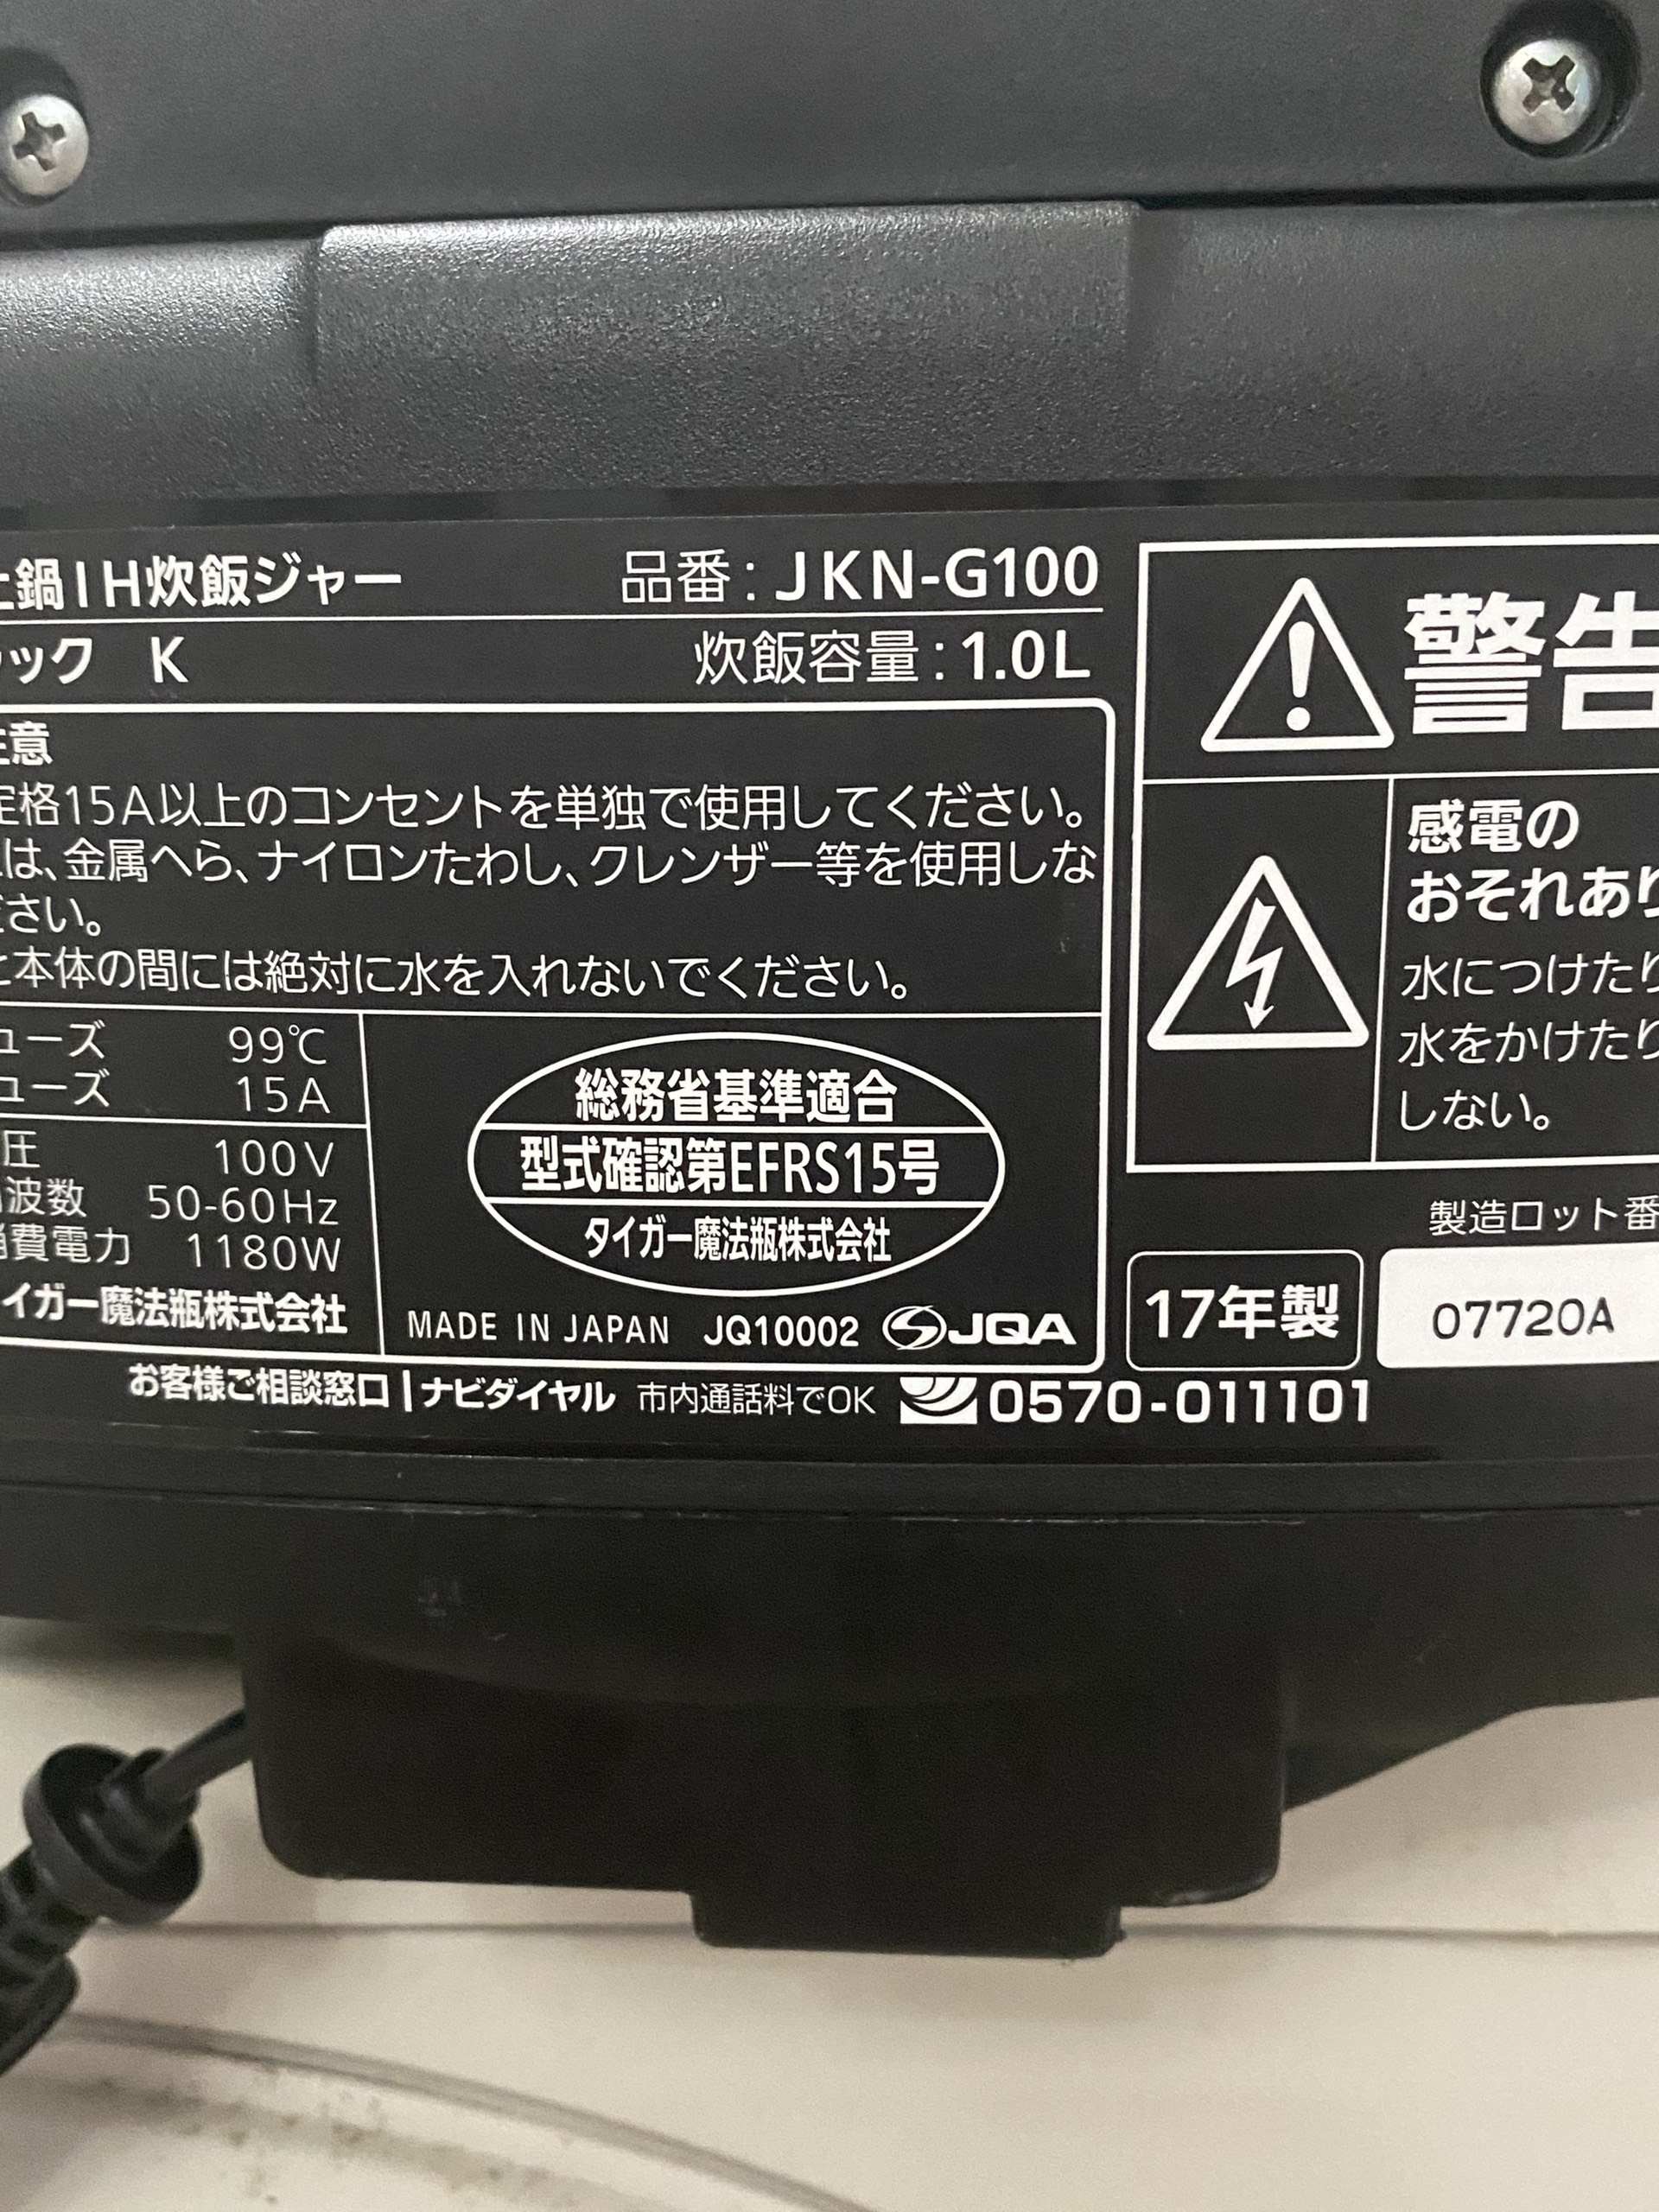 土鍋IH炊飯ジャー 品番：JKN-G100
ラック K 炊飯容量：1.0L
注意
定格15A以上のコンセントを単独で使用してください。
は、金属へら、ナイロンたわし、クレンザー等を使用しな
ださい。
と本体の間には絶対に水を入れないでください。
ューズ 99℃
ューズ 15A
圧 100V
周波数 50-60Hz
消費電力 1180W
タイガー魔法瓶株式会社
総務省基準適合
型式確認第EFRS15号
タイガー魔法瓶株式会社
MADE IN JAPAN JQ10002 JQA
お客様ご相談窓口 | ナビダイヤル 市内通話料でOK 0570-011101
警告
感電の
おそれあり
水につけたり
水をかけたり
しない。
製造ロット番
17年製 07720A